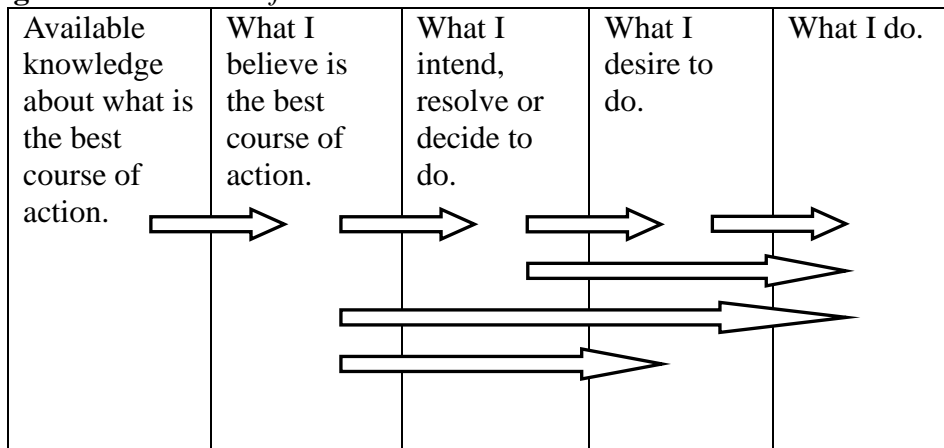 Available
knowledge
about what is
the best
course of
action.
What I
believe is
the best
course of
action.
What I
intend,
resolve or
decide to
do.
What I
desire to
do.
What I do.